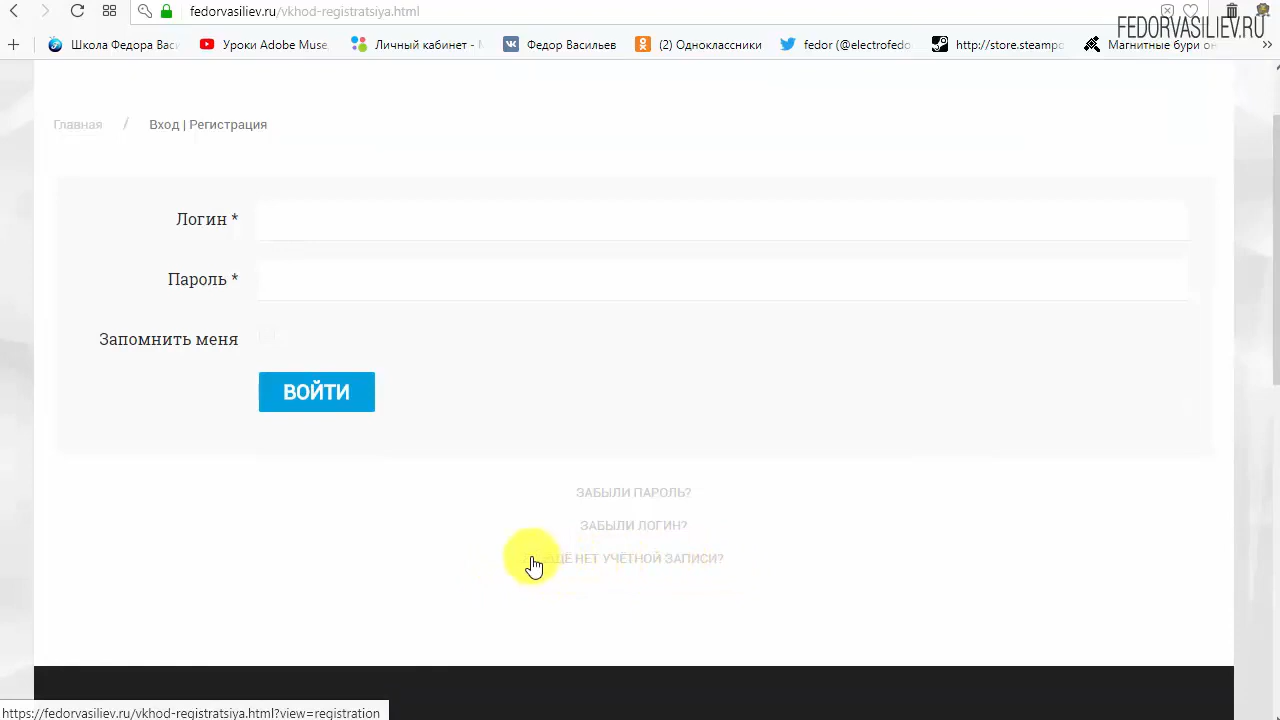 fedorvasiliev.ru/vkhod-registratsiya.html
FEDORVASILIEV.RU
Школа Федора Васи
Уроки Adobe Muse,
Личный кабинет - М
Федор Васильев
(2) Одноклассники
fedor (@electrofedo
http://store.steampo
Магнитные бури он
Главная / Вход | Регистрация
Логин *
Пароль *
Запомнить меня
ВОЙТИ
ЗАБЫЛИ ПАРОЛЬ?
ЗАБЫЛИ ЛОГИН?
НЕТ УЧЁТНОЙ ЗАПИСИ?
https://fedorvasiliev.ru/vkhod-registratsiya.html?view=registration